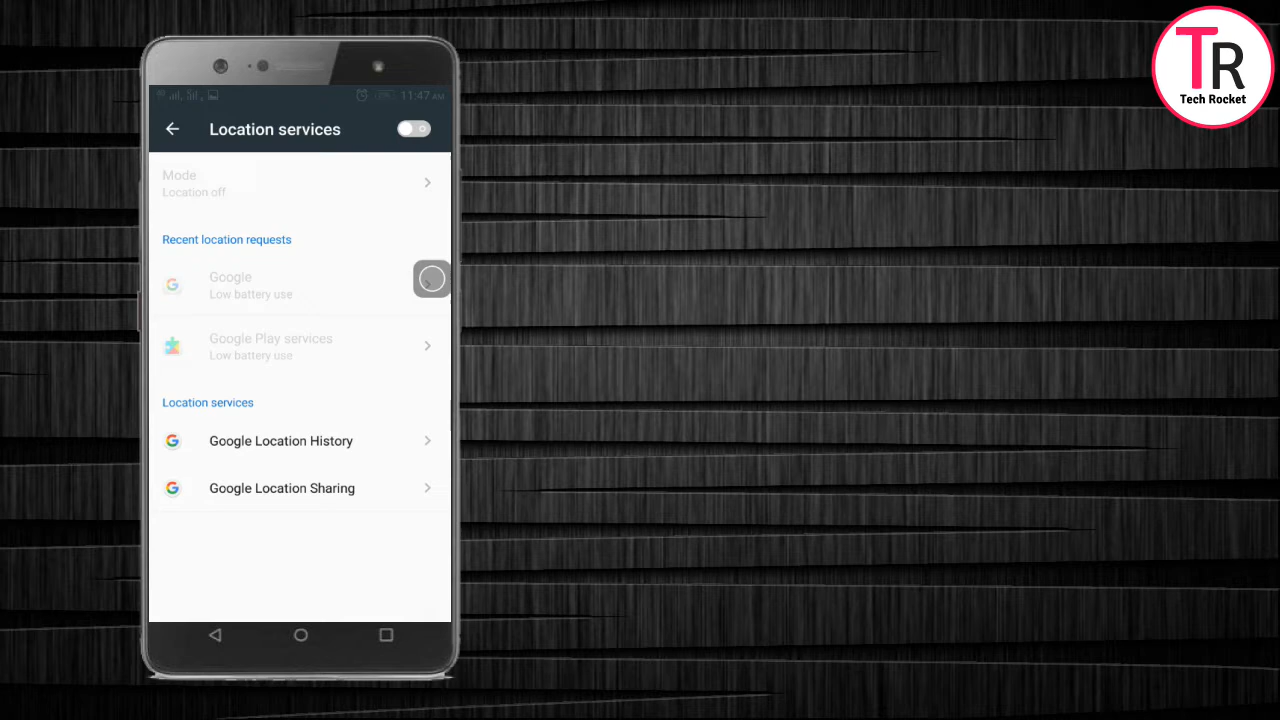 11:47 AM
Location services
Mode
Location off
Recent location requests
Google
Low battery use
Google Play services
Low battery use
Location services
Google Location History
Google Location Sharing
TR
Tech Rocket